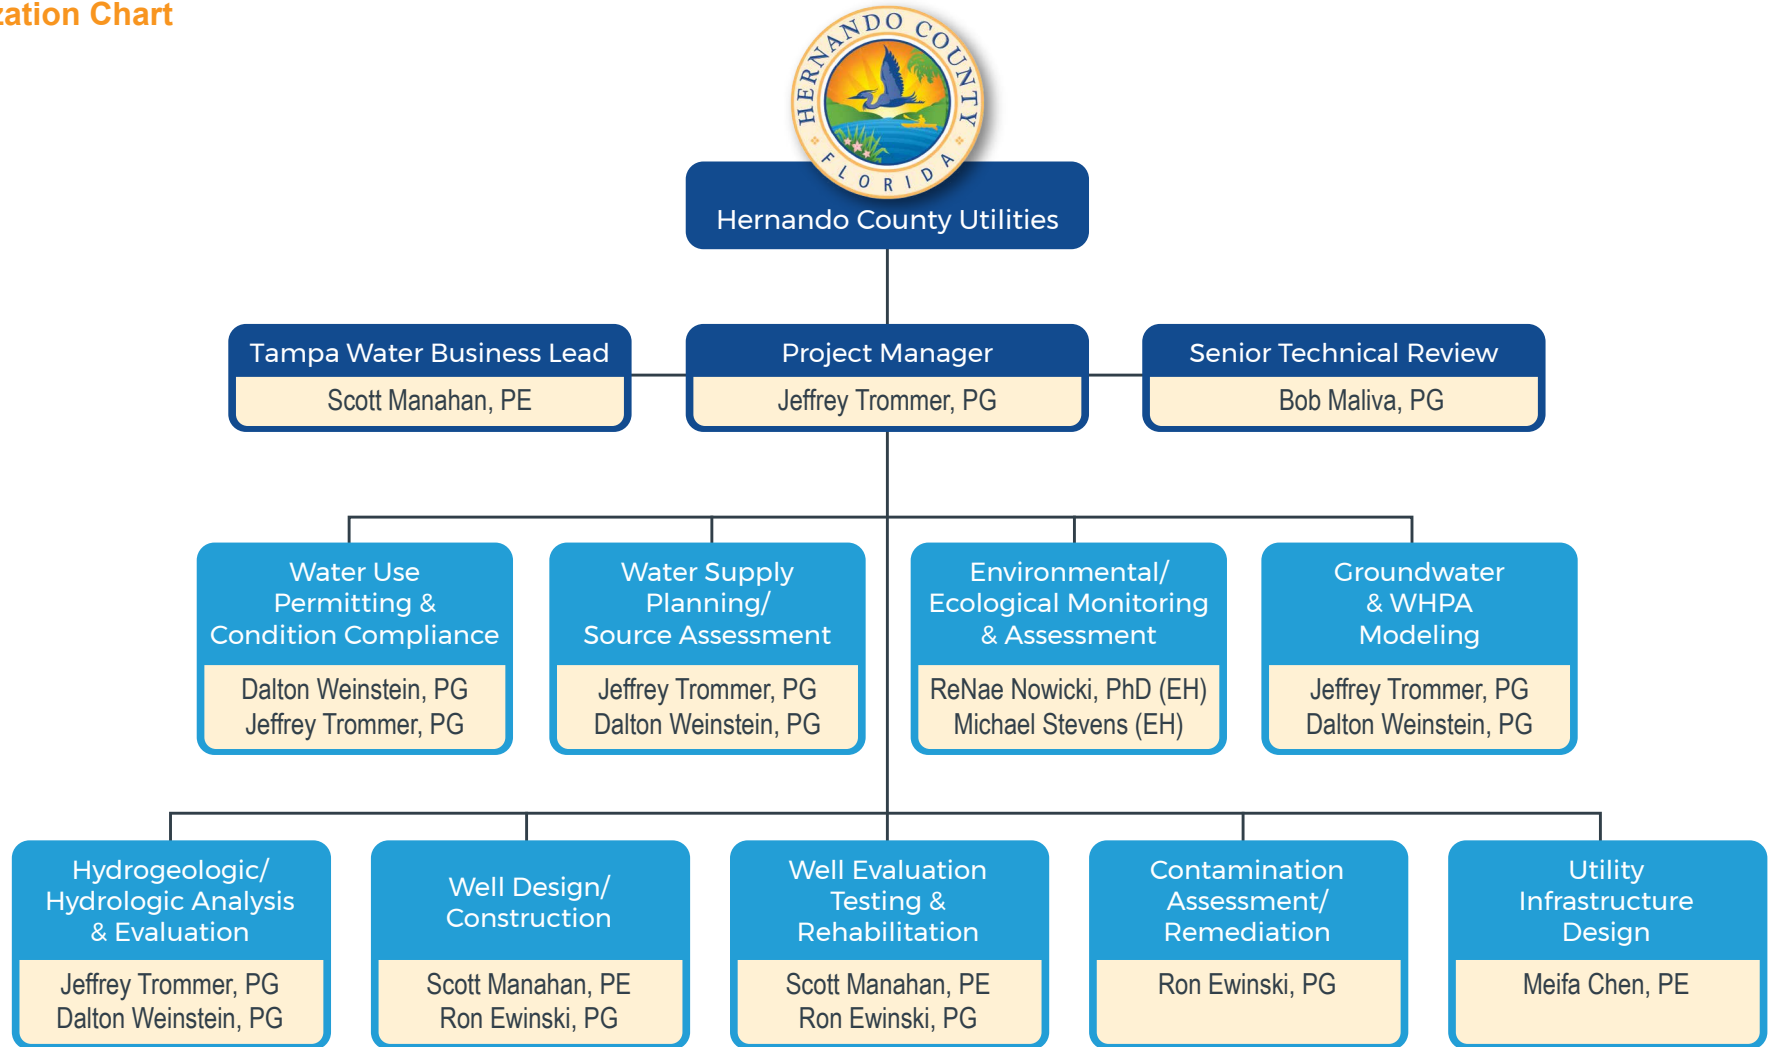 zation Chart
HERNANDO COUNTY
FLORIDA
Hernando County Utilities
Tampa Water Business Lead
Scott Manahan, PE
Project Manager
Jeffrey Trommer, PG
Senior Technical Review
Bob Maliva, PG
Water Use
Permitting &
Condition Compliance
Dalton Weinstein, PG
Jeffrey Trommer, PG
Water Supply
Planning/
Source Assessment
Jeffrey Trommer, PG
Dalton Weinstein, PG
Environmental/
Ecological Monitoring
& Assessment
ReNae Nowicki, PhD (EH)
Michael Stevens (EH)
Groundwater
& WHPA
Modeling
Jeffrey Trommer, PG
Dalton Weinstein, PG
Hydrogeologic/
Hydrologic Analysis
& Evaluation
Jeffrey Trommer, PG
Dalton Weinstein, PG
Well Design/
Construction
Scott Manahan, PE
Ron Ewinski, PG
Well Evaluation
Testing &
Rehabilitation
Scott Manahan, PE
Ron Ewinski, PG
Contamination
Assessment/
Remediation
Ron Ewinski, PG
Utility
Infrastructure
Design
Meifa Chen, PE